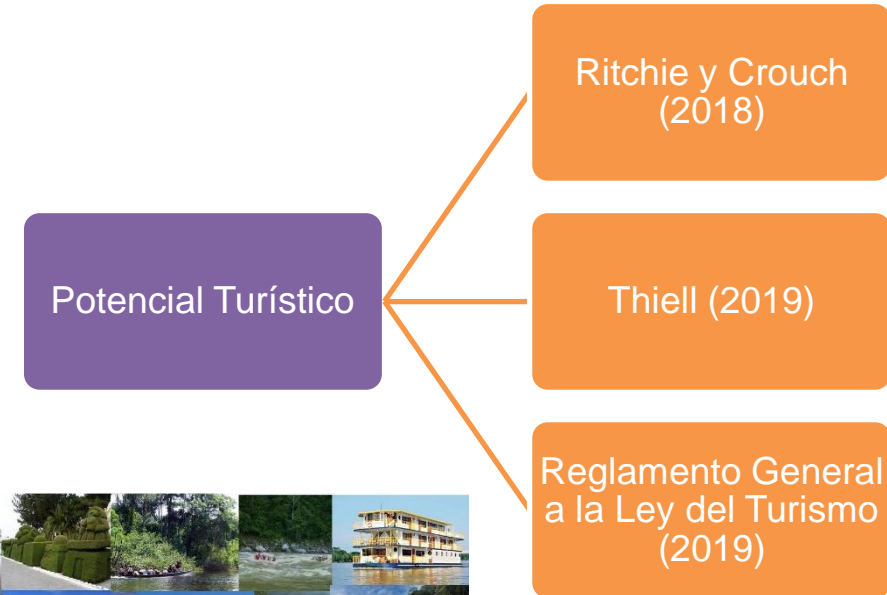 Potencial Turístico
Ritchie y Crouch
(2018)
Thiell (2019)
Reglamento General
a la Ley del Turismo
(2019)